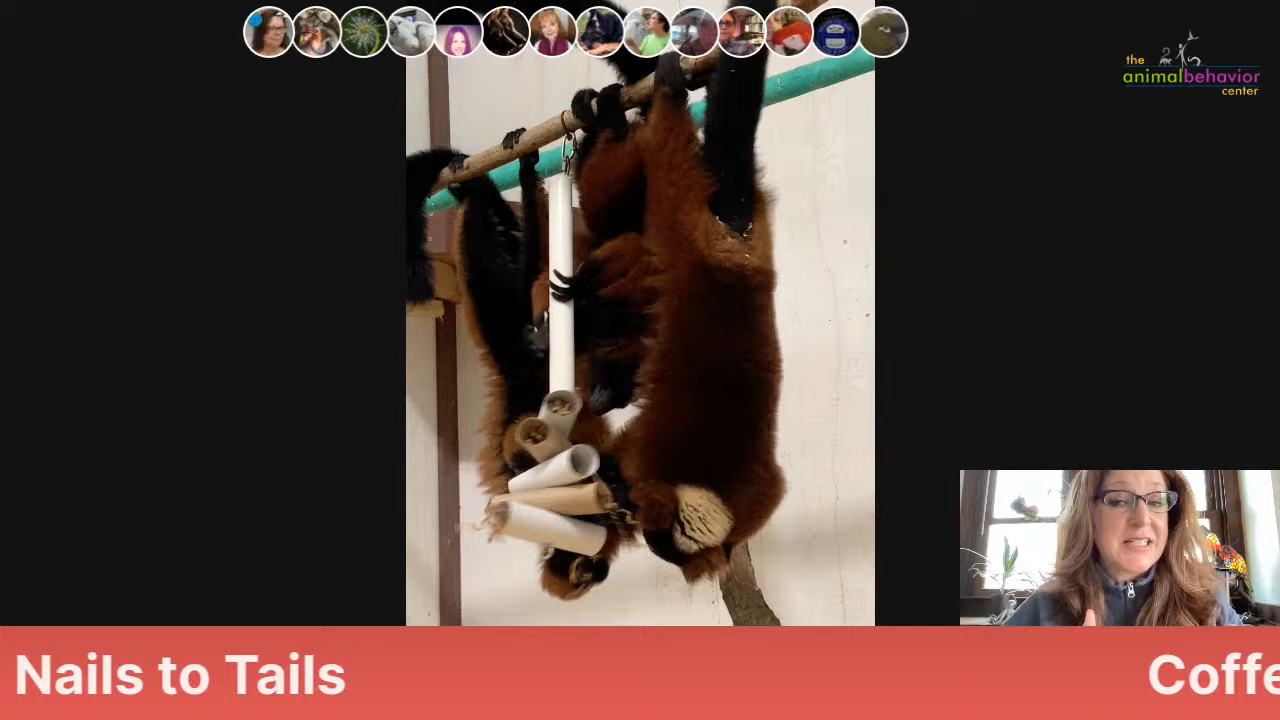 the
animalbehavior
center
Nails to Tails
Coffe